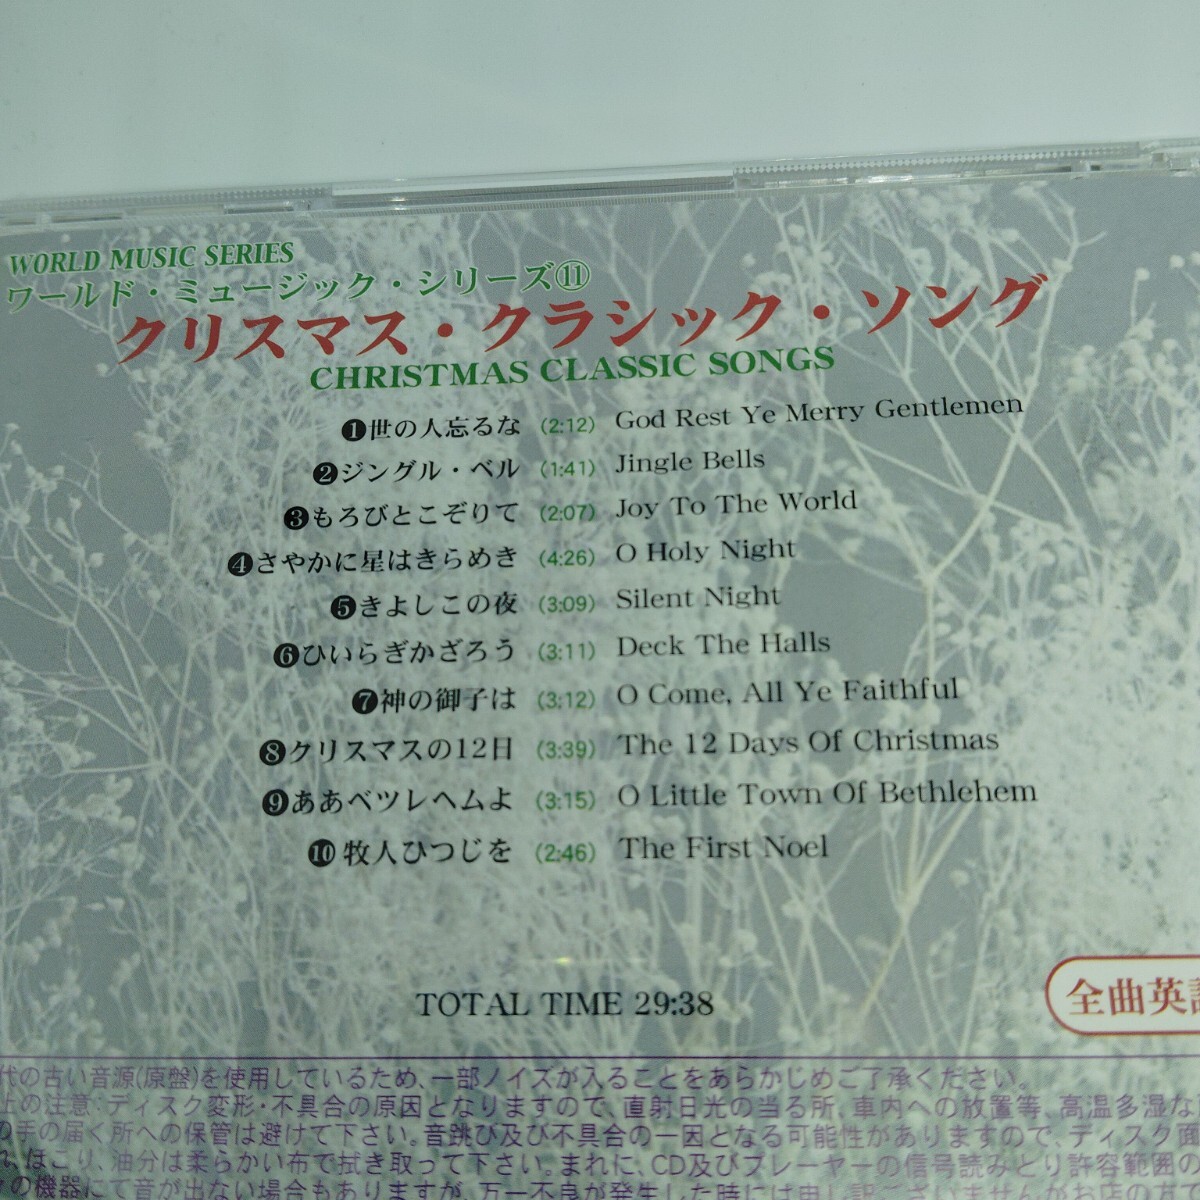 WORLD MUSIC SERIES
ワールド・ミュージック・シリーズ⑪
クリスマス・クラシック・ソング
CHRISTMAS CLASSIC SONGS
❶世の人忘るな (2:12) God Rest Ye Merry Gentlemen
❷ジングル・ベル (1:41) Jingle Bells
❸もろびとこぞりて (2:07) Joy To The World
❹さやかに星はきらめき (4:26) O Holy Night
❺きよしこの夜 (3:09) Silent Night
❻ひいらぎかざろう (3:11) Deck The Halls
❼神の御子は (3:12) O Come, All Ye Faithful
❽クリスマスの12日 (3:39) The 12 Days Of Christmas
❾ああベツレヘムよ (3:15) O Little Town Of Bethlehem
❿牧人ひつじを (2:46) The First Noel
TOTAL TIME 29:38
全曲英
代の古い音源(原盤)を使用しているため、一部ノイズが入ることをあらかじめご了承ください。
上の注意:ディスク変形・不具合の原因となりますので、直射日光の当る所、車内への放置等、高温多湿な
の手の届く所への保管は避けて下さい。音跳び及び不具合の一因となる可能性がありますので、ディスク面
ほこり、油分は柔らかい布で拭き取って下さい。まれに、CD及びプレーヤーの信号読みとり許容範囲の
の機器にて音が出ない場合もありますが、万一不良が発生した時には申し訳ございませんがお店の